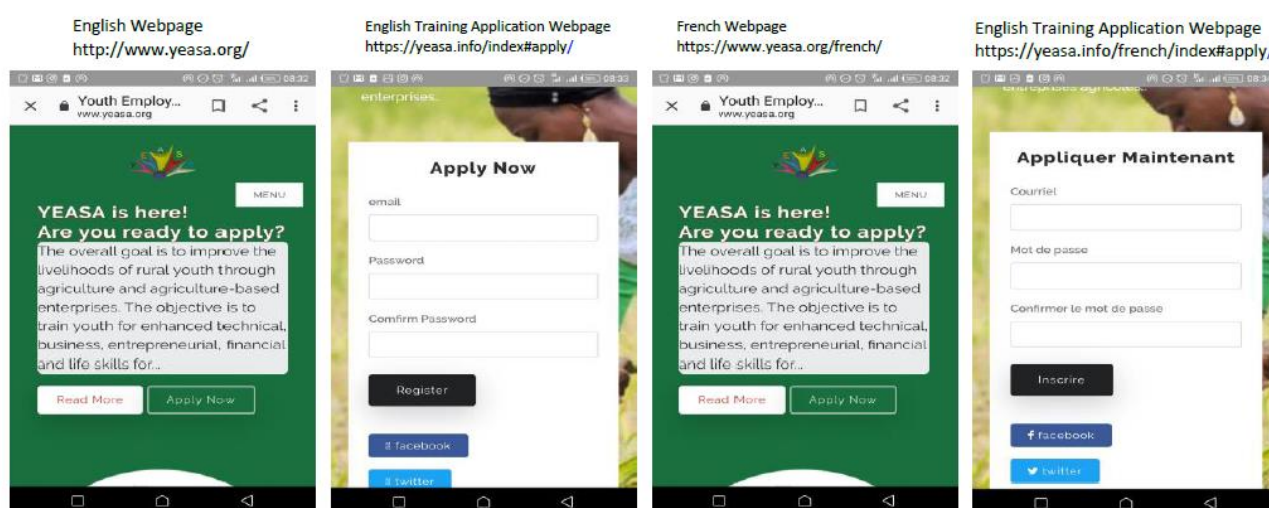 English Webpage
http://www.yeasa.org/
English Training Application Webpage
https://yeasa.info/index#apply/
French Webpage
https://www.yeasa.org/french/
English Training Application Webpage
https://yeasa.info/french/index#apply/
08:32
Youth Employ...
www.yeasa.org
Y E A S A
MENU
YEASA is here!
Are you ready to apply?
The overall goal is to improve the
livelihoods of rural youth through
agriculture and agriculture-based
enterprises. The objective is to
train youth for enhanced technical,
business, entrepreneurial, financial
and life skills for...
Read More
Apply Now
08:33
enterprises.
Apply Now
email
Password
Comfirm Password
Register
facebook
twitter
08:32
Youth Employ...
www.yeasa.org
Y E A S A
MENU
YEASA is here!
Are you ready to apply?
The overall goal is to improve the
livelihoods of rural youth through
agriculture and agriculture-based
enterprises. The objective is to
train youth for enhanced technical,
business, entrepreneurial, financial
and life skills for...
Read More
Apply Now
entreprises agricoles..
Appliquer Maintenant
Courriel
Mot de passe
Confirmer le mot de passe
Inscrire
facebook
twitter